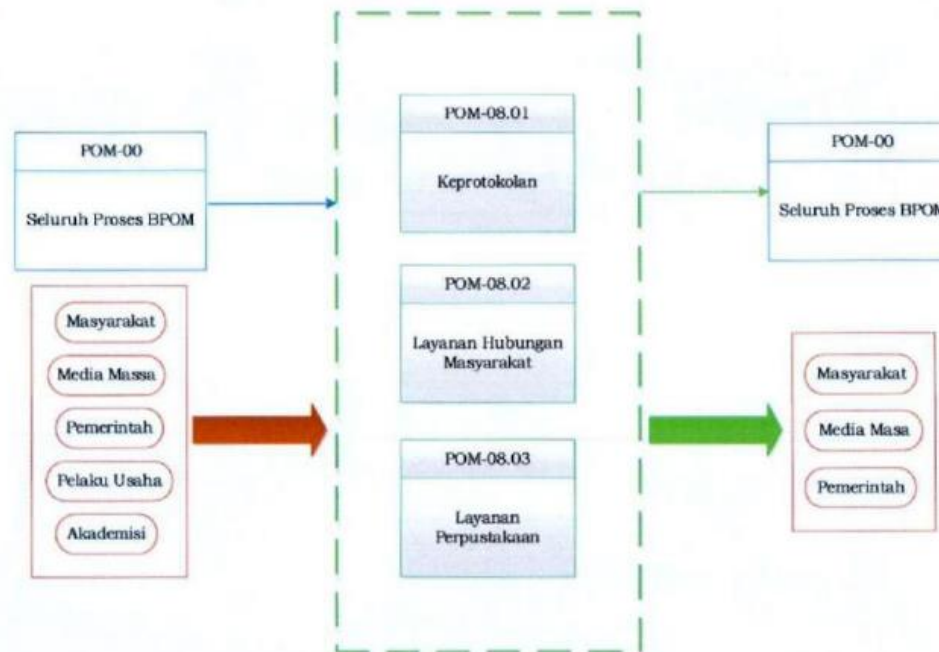 POM-00
Seluruh Proses BPOM
Masyarakat
Media Massa
Pemerintah
Pelaku Usaha
Akademisi
POM-08.01
Keprotokolan
POM-08.02
Layanan Hubungan
Masyarakat
POM-08.03
Layanan
Perpustakaan
POM-00
Seluruh Proses BPOM
Masyarakat
Media Masa
Pemerintah